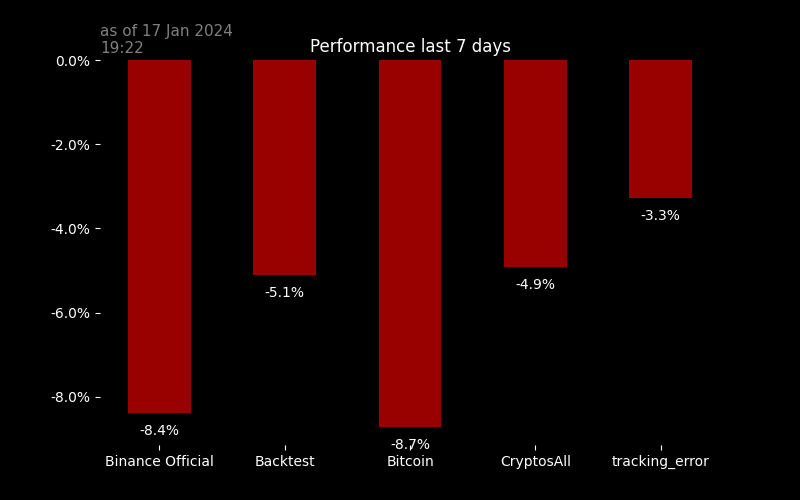 as of 17 Jan 2024
19:22
Performance last 7 days
0.0%
-2.0%
-4.0%
-6.0%
-8.0%
-8.4%
-5.1%
-8.7%
-4.9%
-3.3%
Binance Official
Backtest
Bitcoin
CryptosAll
tracking_error